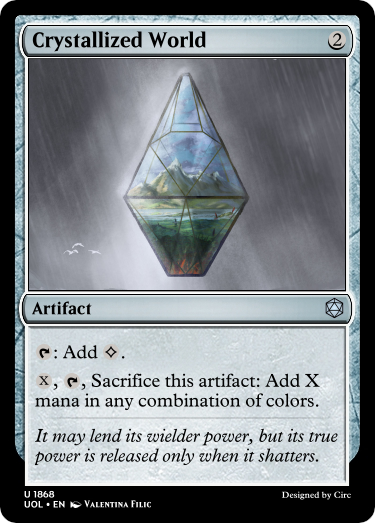 Crystallized World 2
Artifact
: Add .
X, , Sacrifice this artifact: Add X
mana in any combination of colors.
It may lend its wielder power, but its true
power is released only when it shatters.
U 1868
UOL • EN Valentina Filic
Designed by Circ